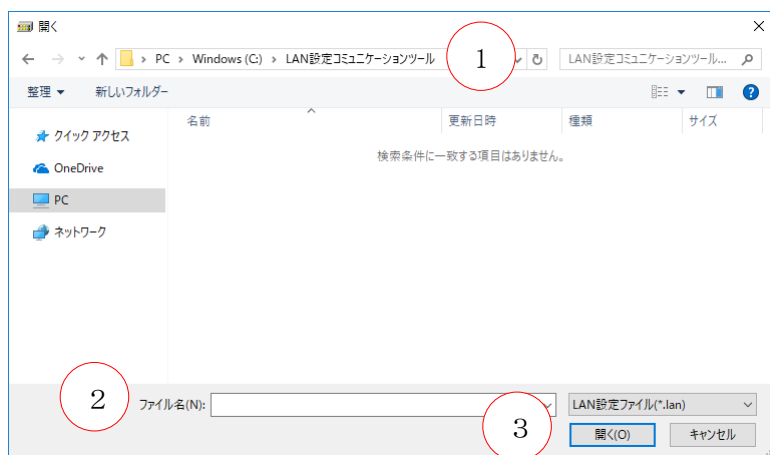 開く
PC > Windows (C:) > LAN設定コミュニケーションツール
1
LAN設定コミュニケーションツール...
整理 新しいフォルダー
名前 更新日時 種類 サイズ
検索条件に一致する項目はありません。
クイック アクセス
OneDrive
PC
ネットワーク
2
ファイル名(N):
LAN設定ファイル(*.lan)
3
開く(O) キャンセル